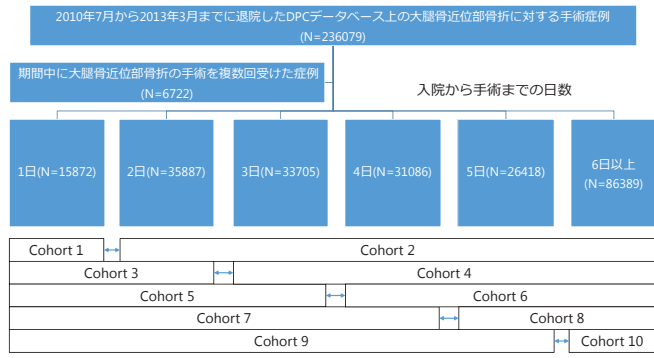 2010年7月から2013年3月までに退院したDPCデータベース上の大腿骨近位部骨折に対する手術症例
(N=236079)
期間中に大腿骨近位部骨折の手術を複数回受けた症例
(N=6722)
入院から手術までの日数
1日(N=15872)
2日(N=35887)
3日(N=33705)
4日(N=31086)
5日(N=26418)
6日以上
(N=86389)
Cohort 1
Cohort 2
Cohort 3
Cohort 4
Cohort 5
Cohort 6
Cohort 7
Cohort 8
Cohort 9
Cohort 10